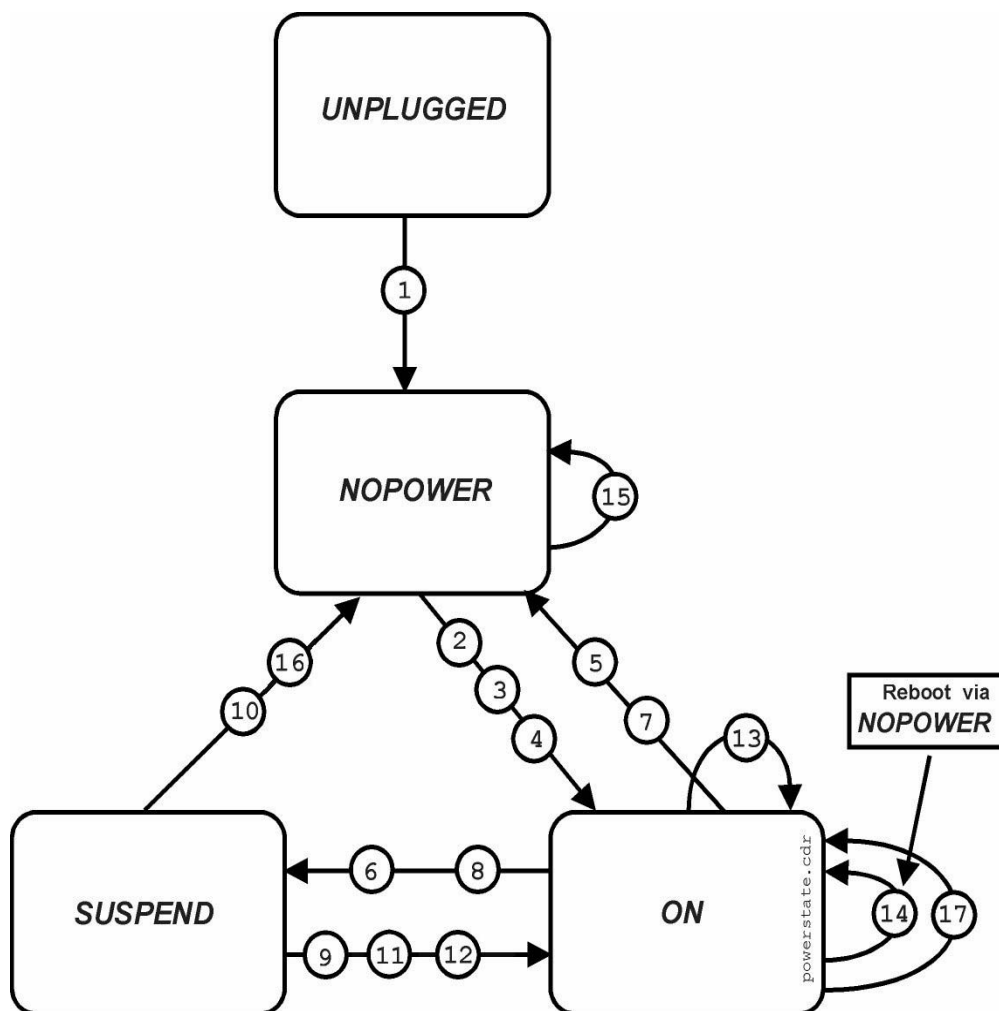 UNPLUGGED
1
NOPOWER
15
2
3
4
5
7
16
10
13
Reboot via
NOPOWER
SUSPEND
6
8
9
11
12
ON
powerstate.cdr
14
17